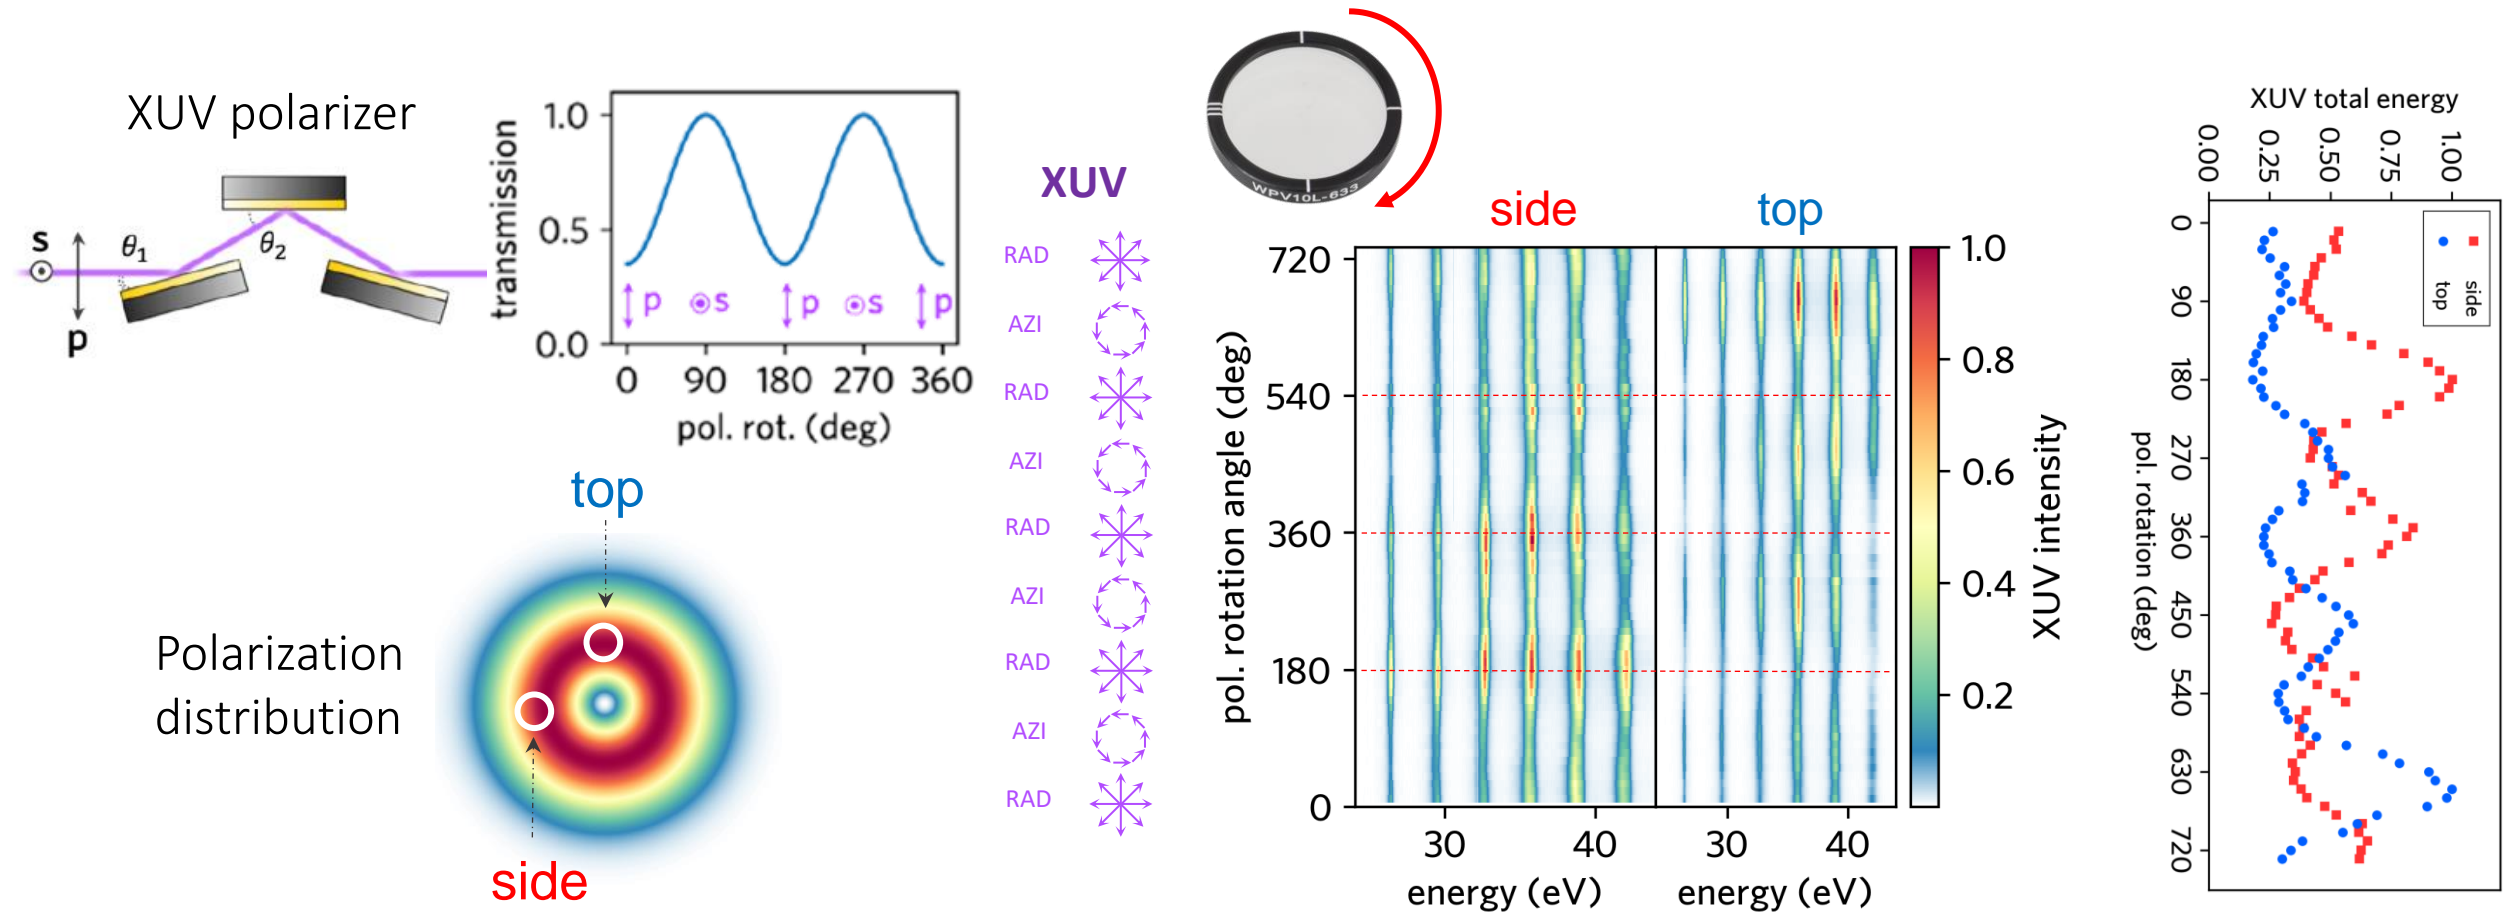 XUV polarizer
s
p
θ1
θ2
transmission
1.0
0.5
0.0
p
s
p
s
p
0
90
180
270
360
pol. rot. (deg)
top
Polarization
distribution
side
XUV
RAD
AZI
RAD
AZI
RAD
AZI
RAD
AZI
RAD
WPV10L-633
side
top
pol. rotation angle (deg)
720
540
360
180
0
30
40
30
40
energy (eV)
energy (eV)
1.0
0.8
0.6
0.4
0.2
XUV intensity
XUV total energy
0.00
0.25
0.50
0.75
1.00
side
top
0
90
180
270
360
450
540
630
720
pol. rotation (deg)